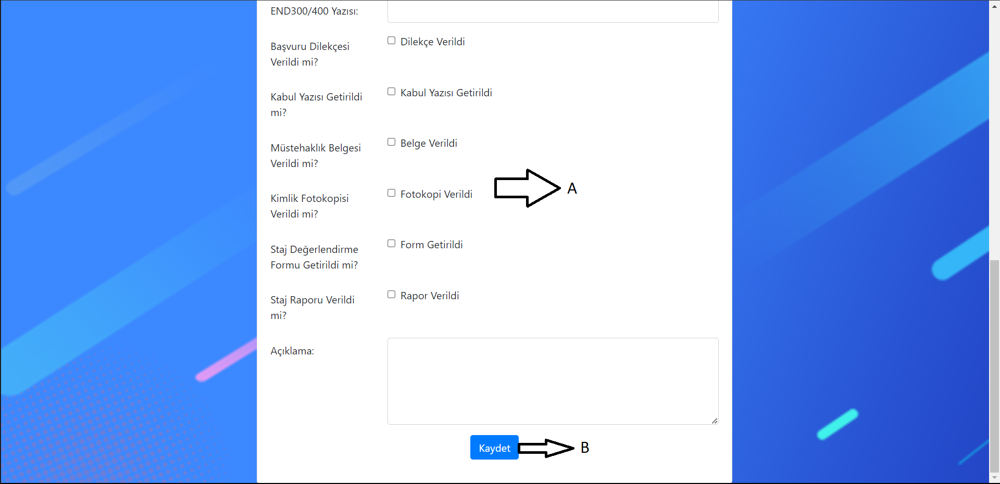 END300/400 Yazısı:
Başvuru Dilekçesi
Verildi mi?
Dilekçe Verildi
Kabul Yazısı Getirildi
mi?
Kabul Yazısı Getirildi
Müstehaklık Belgesi
Verildi mi?
Belge Verildi
Kimlik Fotokopisi
Verildi mi?
Fotokopi Verildi
A
Staj Değerlendirme
Formu Getirildi mi?
Form Getirildi
Staj Raporu Verildi
mi?
Rapor Verildi
Açıklama:
Kaydet
B